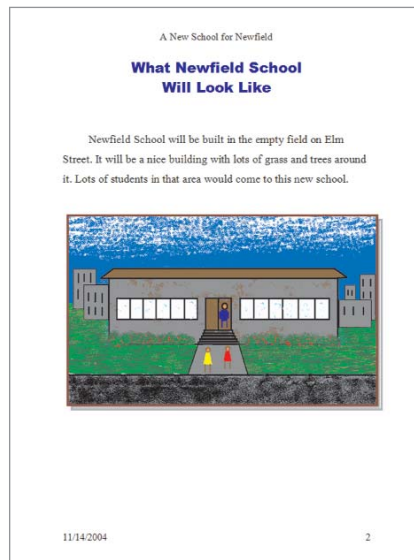 A New School for Newfield
What Newfield School
Will Look Like
Newfield School will be built in the empty field on Elm
Street. It will be a nice building with lots of grass and trees around
it. Lots of students in that area would come to this new school.
11/14/2004 2